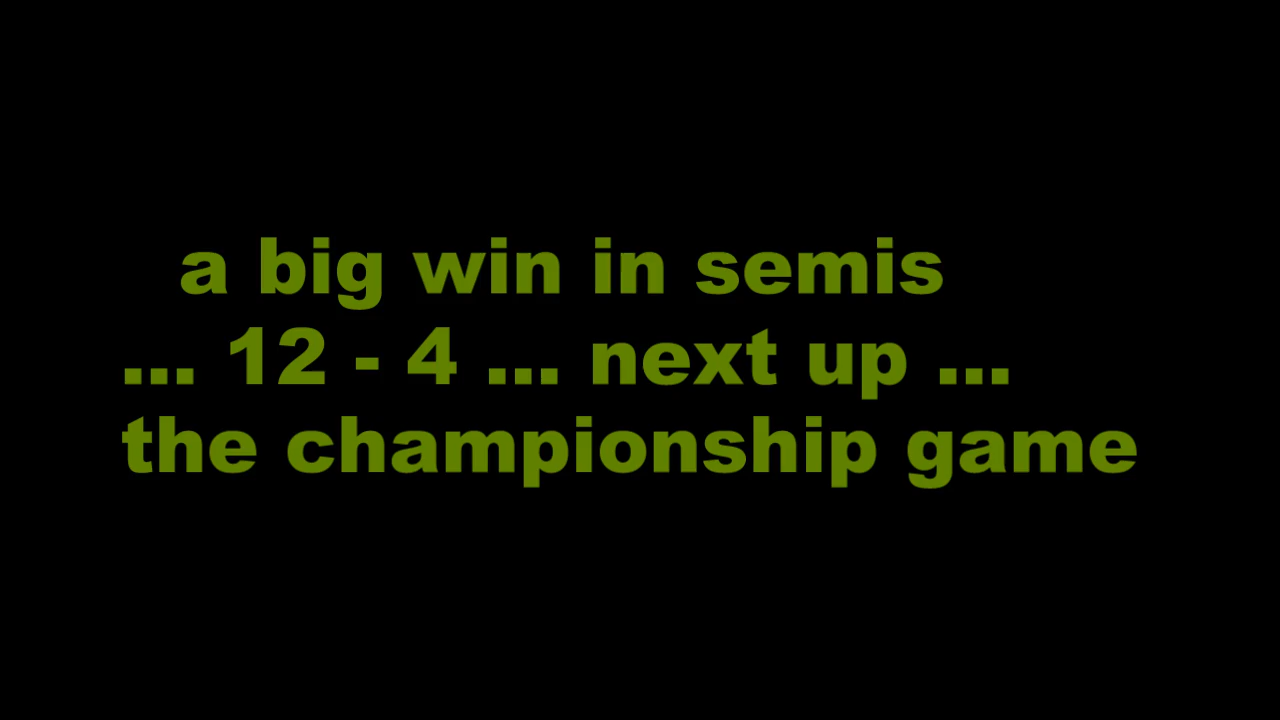 a big win in semis
... 12 - 4 ... next up ...
the championship game